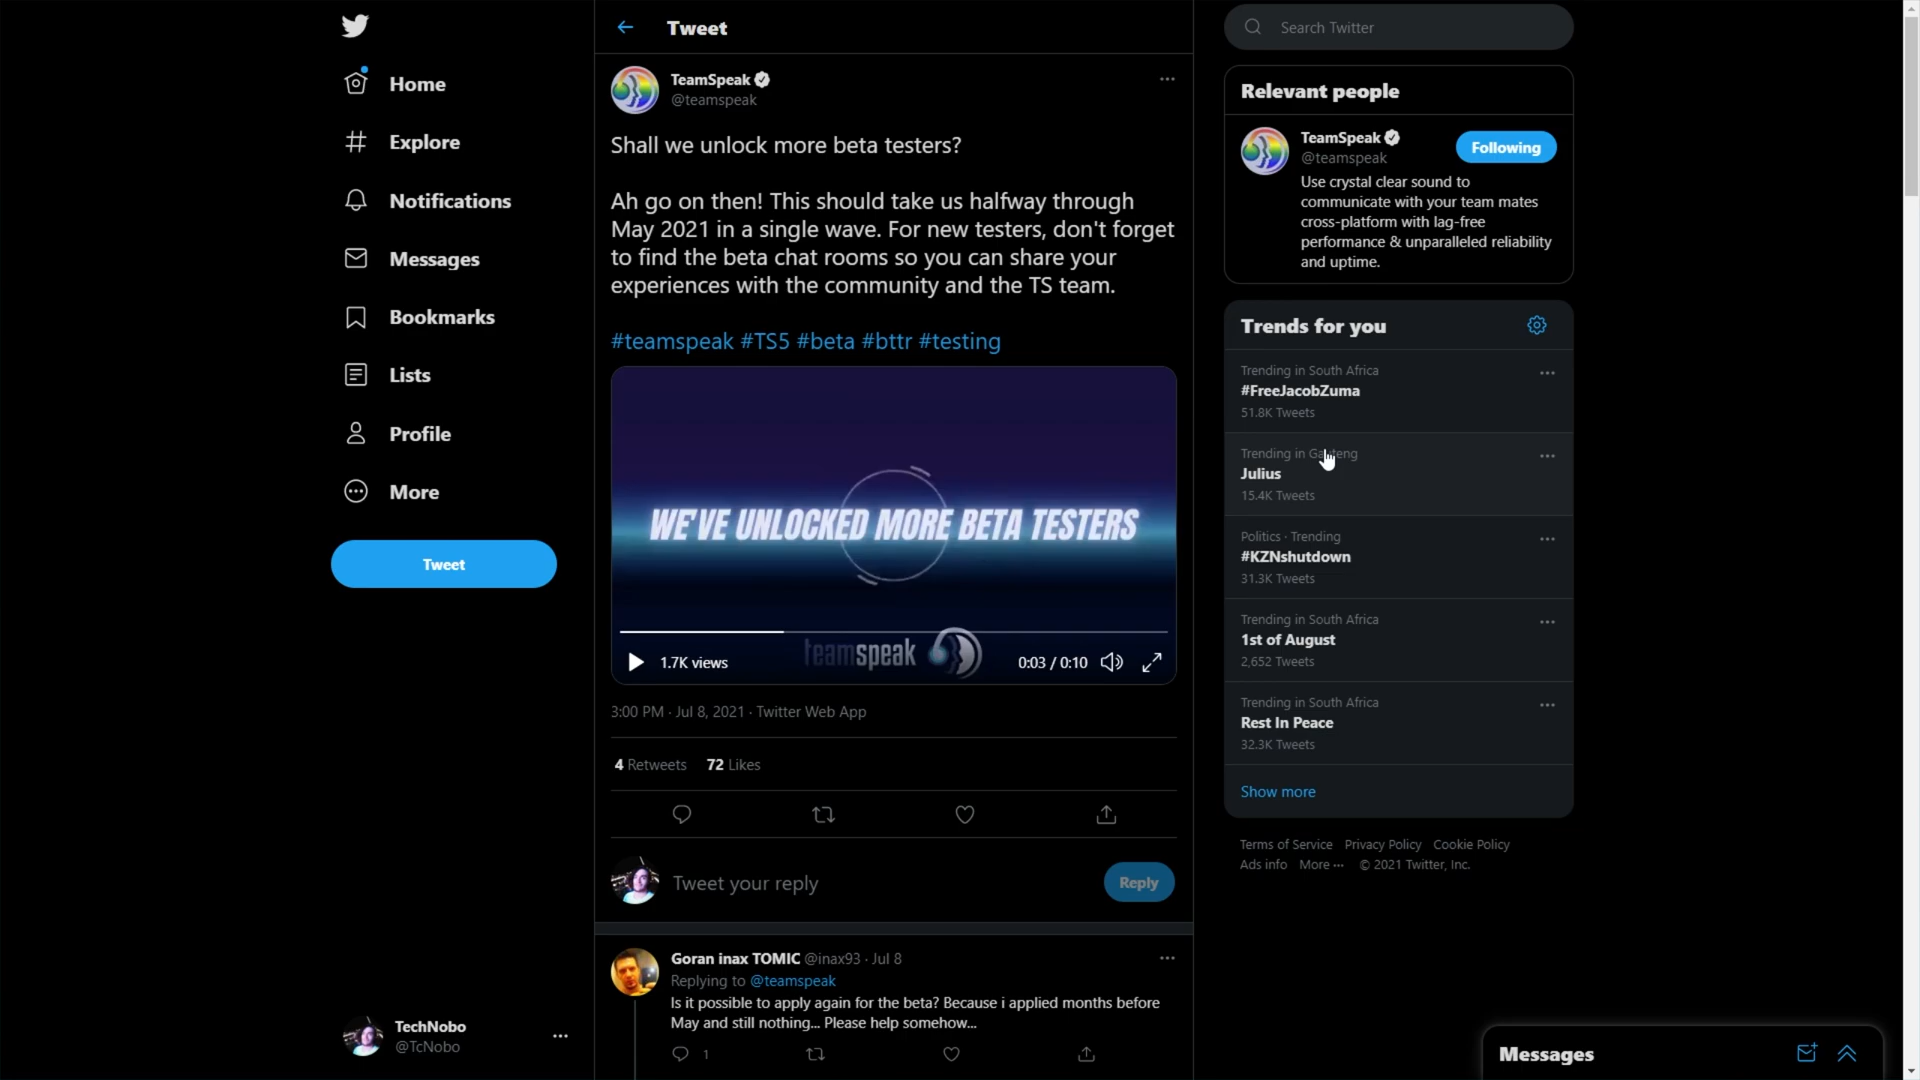 Home
Explore
Notifications
Messages
Bookmarks
Lists
Profile
More
Tweet
TechNobo
@TcNobo
Tweet
TeamSpeak
@teamspeak
Shall we unlock more beta testers?
Ah go on then! This should take us halfway through
May 2021 in a single wave. For new testers, don't forget
to find the beta chat rooms so you can share your
experiences with the community and the TS team.
#teamspeak #TS5 #beta #bttr #testing
WE'VE UNLOCKED MORE BETA TESTERS
teamspeak
1.7K views
0:03 / 0:10
3:00 PM · Jul 8, 2021 · Twitter Web App
4 Retweets 72 Likes
Tweet your reply
Reply
Goran inax TOMIC @inax93 · Jul 8
Replying to @teamspeak
Is it possible to apply again for the beta? Because i applied months before
May and still nothing... Please help somehow...
1
Search Twitter
Relevant people
TeamSpeak
@teamspeak
Following
Use crystal clear sound to
communicate with your team mates
cross-platform with lag-free
performance & unparalleled reliability
and uptime.
Trends for you
Trending in South Africa
#FreeJacobZuma
51.8K Tweets
Trending in Gauteng
Julius
15.4K Tweets
Politics · Trending
#KZNshutdown
31.3K Tweets
Trending in South Africa
1st of August
2,652 Tweets
Trending in South Africa
Rest In Peace
32.3K Tweets
Show more
Terms of Service Privacy Policy Cookie Policy
Ads info More ··· © 2021 Twitter, Inc.
Messages